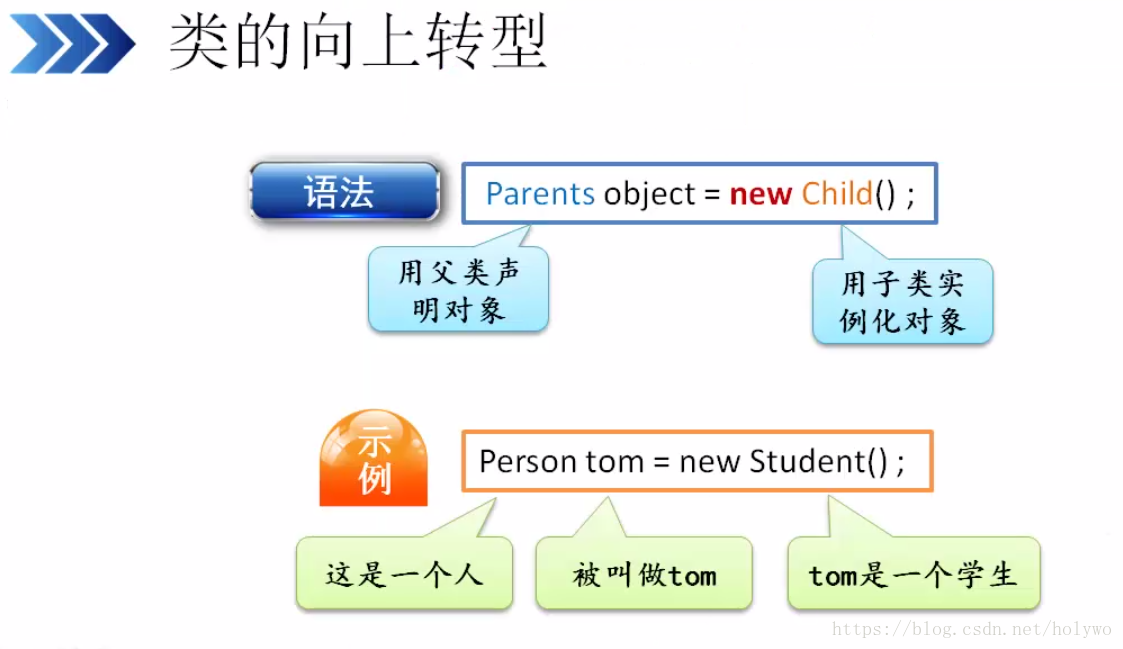 类的向上转型
语法
Parents object = new Child() ;
用父类声
明对象
用子类实
例化对象
示
例
Person tom = new Student() ;
这是一个人
被叫做tom
tom是一个学生
https://blog.csdn.net/holywo